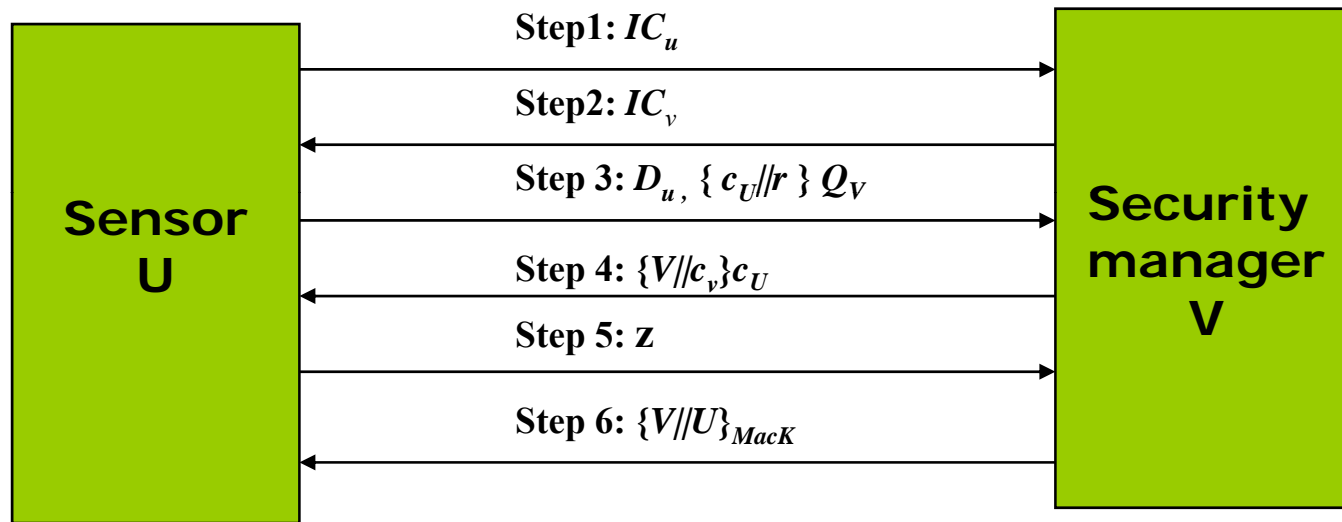 Step1: ICu
Step2: ICv
Step 3: Du , { cU//r } QV
Sensor
U
Security
manager
V
Step 4: {V//cv}cU
Step 5: z
Step 6: {V//U}MacK